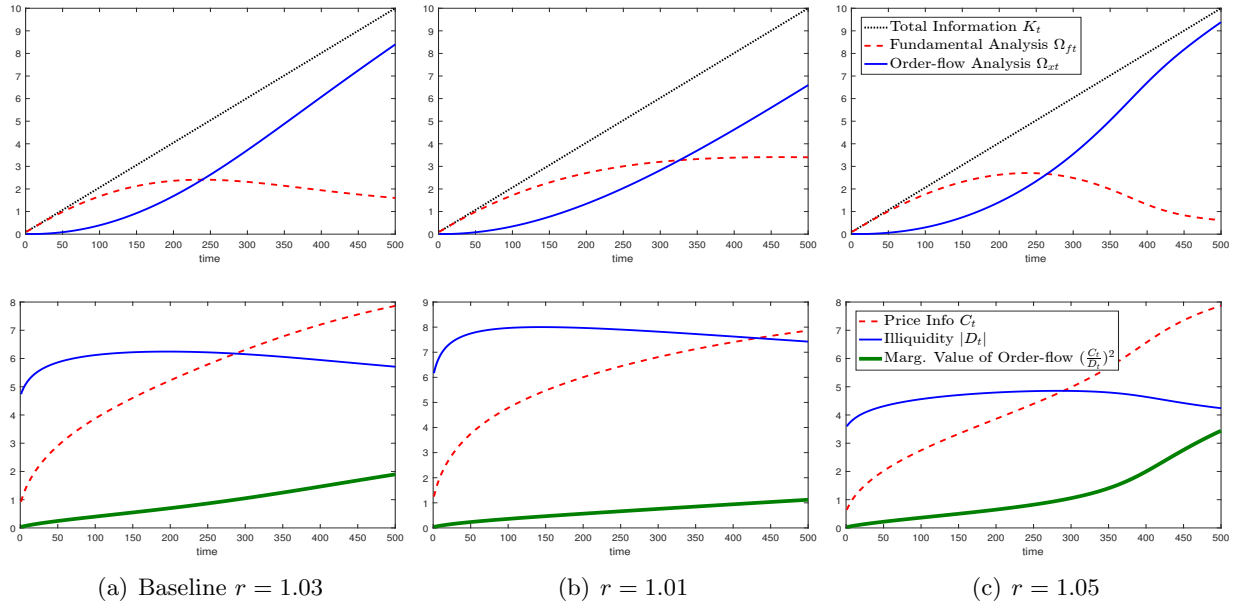 10
9
8
7
6
5
4
3
2
1
0
0 50 100 150 200 250 300 350 400 450 500
time
10
9
8
7
6
5
4
3
2
1
0
0 50 100 150 200 250 300 350 400 450 500
time
10
9
8
7
6
5
4
3
2
1
0
0 50 100 150 200 250 300 350 400 450 500
time
Total Information K_t
Fundamental Analysis Ω_{ft}
Order-flow Analysis Ω_{xt}
8
7
6
5
4
3
2
1
0
0 50 100 150 200 250 300 350 400 450 500
time
9
8
7
6
5
4
3
2
1
0
0 50 100 150 200 250 300 350 400 450 500
time
8
7
6
5
4
3
2
1
0
0 50 100 150 200 250 300 350 400 450 500
time
Price Info C_t
Illiquidity |D_t|
Marg. Value of Order-flow (\frac{C_t}{D_t})^2
(a) Baseline r = 1.03
(b) r = 1.01
(c) r = 1.05